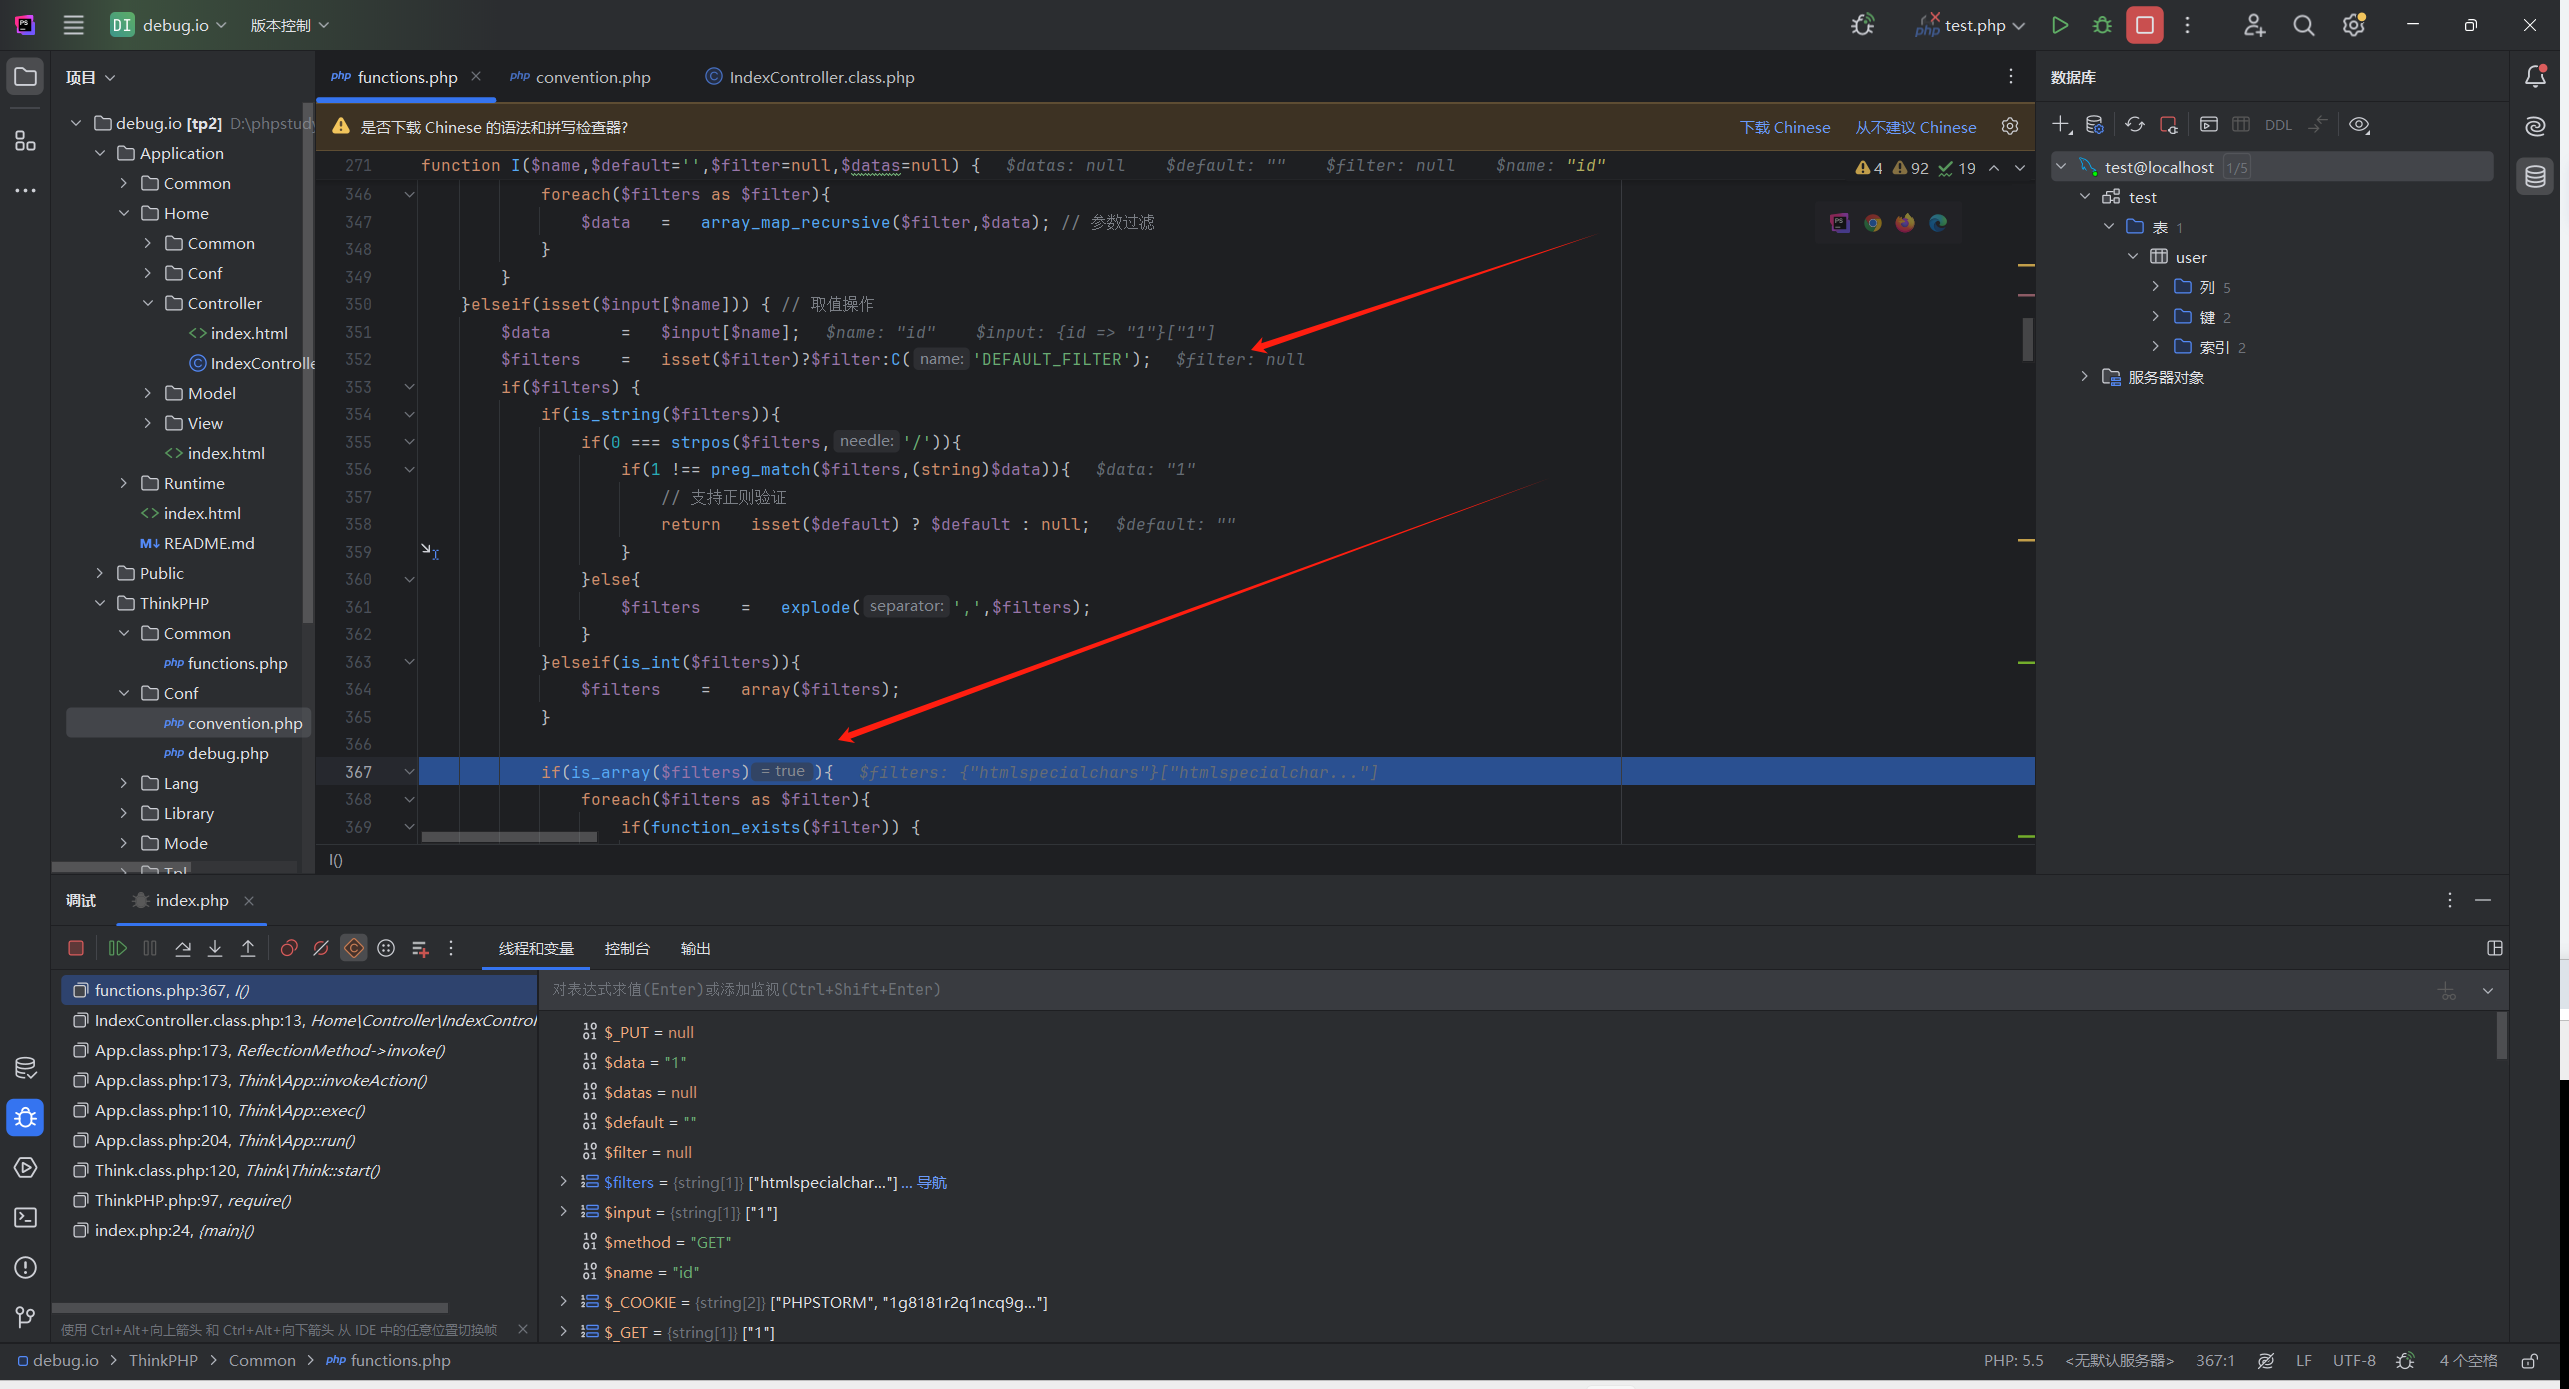 PS
DI debug.io 版本控制
php test.php
项目
debug.io [tp2] D:\phpstudy
Application
Common
Home
Common
Conf
Controller
index.html
IndexControlle
Model
View
index.html
Runtime
index.html
M↓ README.md
Public
ThinkPHP
Common
php functions.php
Conf
php convention.php
php debug.php
Lang
Library
Mode
Tpl
php functions.php
php convention.php
IndexController.class.php
是否下载 Chinese 的语法和拼写检查器? 下载 Chinese 从不建议 Chinese
271 function I($name,$default='',$filter=null,$datas=null) { $datas: null $default: "" $filter: null $name: "id" 4 92 19
346 foreach($filters as $filter){
347 $data = array_map_recursive($filter,$data); // 参数过滤
348 }
349 }
350 }elseif(isset($input[$name])) { // 取值操作
351 $data = $input[$name]; $name: "id" $input: {id => "1"}["1"]
352 $filters = isset($filter)?$filter:C( name: 'DEFAULT_FILTER'); $filter: null
353 if($filters) {
354 if(is_string($filters)){
355 if(0 === strpos($filters, needle: '/')){
356 if(1 !== preg_match($filters,(string)$data)){ $data: "1"
357 // 支持正则验证
358 return isset($default) ? $default : null; $default: ""
359 }
360 }else{
361 $filters = explode( separator: ',',$filters);
362 }
363 }elseif(is_int($filters)){
364 $filters = array($filters);
365 }
366
367 if(is_array($filters) = true ){ $filters: {"htmlspecialchars"}["htmlspecialchar..."]
368 foreach($filters as $filter){
369 if(function_exists($filter)) {
I()
数据库
DDL
test@localhost 1/5
test
表 1
user
列 5
键 2
索引 2
服务器对象
调试 index.php
线程和变量 控制台 输出
functions.php:367, I()
IndexController.class.php:13, Home\Controller\IndexControl
App.class.php:173, ReflectionMethod->invoke()
App.class.php:173, Think\App::invokeAction()
App.class.php:110, Think\App::exec()
App.class.php:204, Think\App::run()
Think.class.php:120, Think\Think::start()
ThinkPHP.php:97, require()
index.php:24, {main}()
使用 Ctrl+Alt+向上箭头 和 Ctrl+Alt+向下箭头 从 IDE 中的任意位置切换帧
对表达式求值(Enter)或添加监视(Ctrl+Shift+Enter)
$_PUT = null
$data = "1"
$datas = null
$default = ""
$filter = null
$filters = {string[1]} ["htmlspecialchar..."] ... 导航
$input = {string[1]} ["1"]
$method = "GET"
$name = "id"
$_COOKIE = {string[2]} ["PHPSTORM", "1g8181r2q1ncq9g..."]
$_GET = {string[1]} ["1"]
debug.io > ThinkPHP > Common > php functions.php
PHP: 5.5 <无默认服务器> 367:1 LF UTF-8 4 个空格